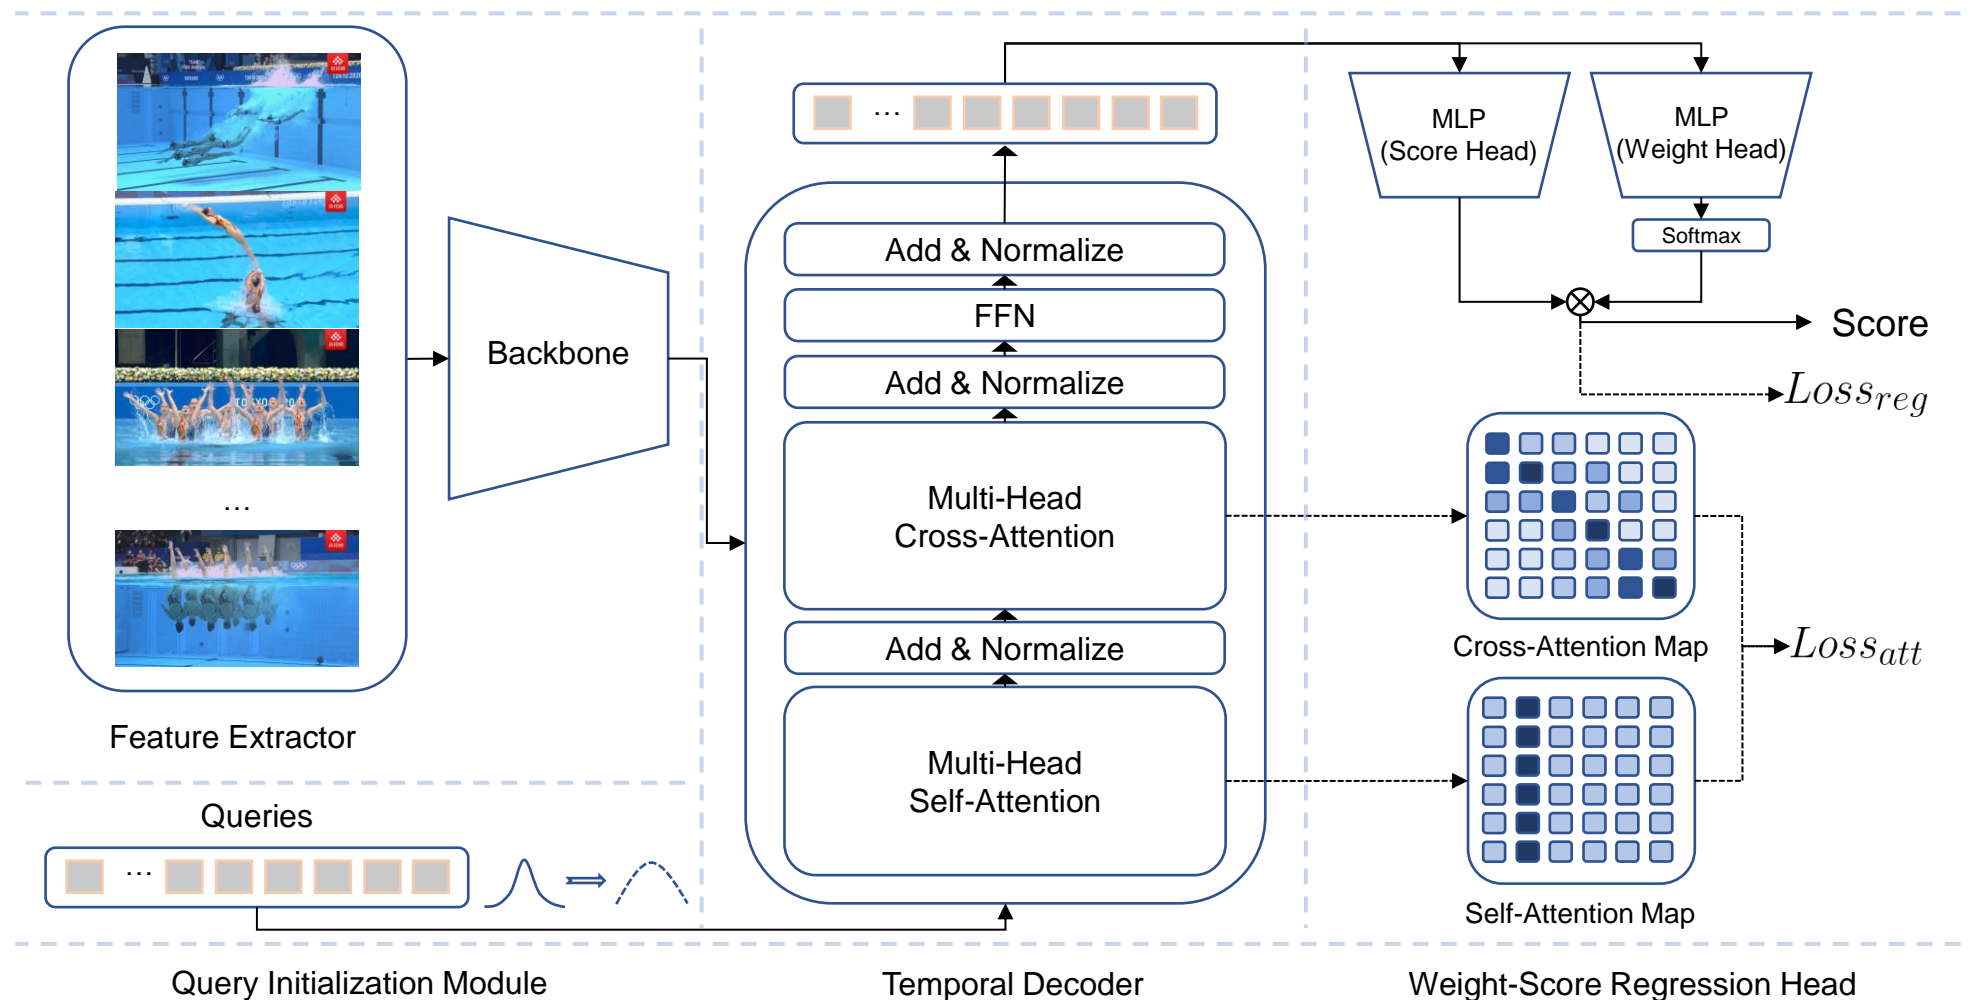 Backbone
Feature Extractor
Queries
...
Query Initialization Module
...
Add & Normalize
FFN
Add & Normalize
Multi-Head
Cross-Attention
Add & Normalize
Multi-Head
Self-Attention
Temporal Decoder
MLP
(Score Head)
MLP
(Weight Head)
Softmax
Score
Loss_reg
Cross-Attention Map
Loss_att
Self-Attention Map
Weight-Score Regression Head